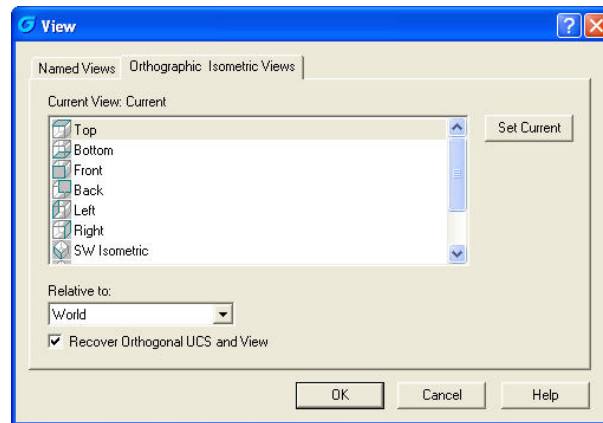 View
Named Views
Orthographic Isometric Views
Current View: Current
Top
Set Current
Bottom
Front
Back
Left
Right
SW Isometric
Relative to:
World
Recover Orthogonal UCS and View
OK
Cancel
Help